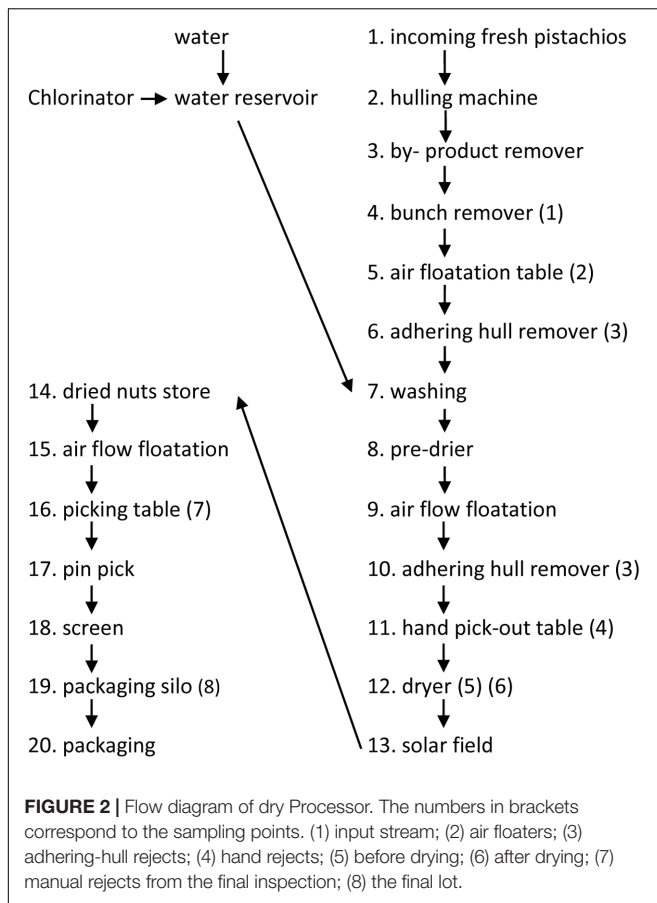 water
Chlorinator
water reservoir
1. incoming fresh pistachios
2. hulling machine
3. by- product remover
4. bunch remover (1)
5. air floatation table (2)
6. adhering hull remover (3)
7. washing
8. pre-drier
9. air flow floatation
10. adhering hull remover (3)
11. hand pick-out table (4)
12. dryer (5) (6)
13. solar field
14. dried nuts store
15. air flow floatation
16. picking table (7)
17. pin pick
18. screen
19. packaging silo (8)
20. packaging
FIGURE 2 | Flow diagram of dry Processor. The numbers in brackets
correspond to the sampling points. (1) input stream; (2) air floaters; (3)
adhering-hull rejects; (4) hand rejects; (5) before drying; (6) after drying; (7)
manual rejects from the final inspection; (8) the final lot.